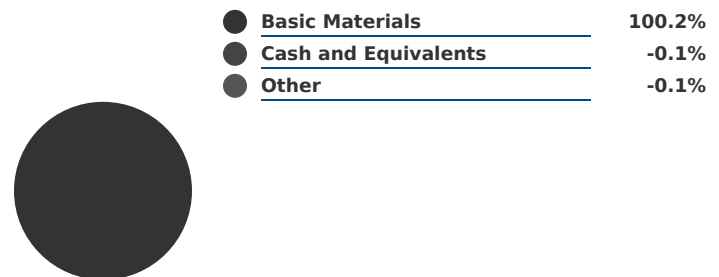 Basic Materials 100.2%
Cash and Equivalents -0.1%
Other -0.1%